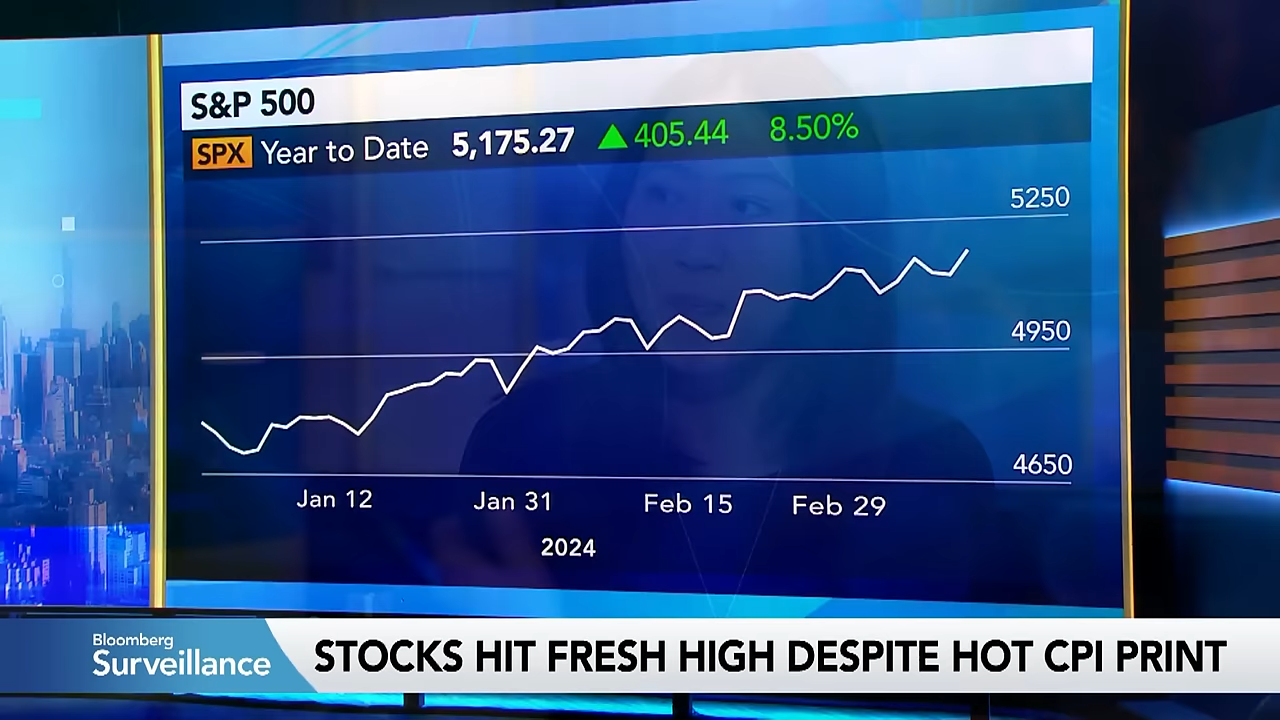 S&P 500
SPX Year to Date 5,175.27 ▲405.44 8.50%
5250
4950
4650
Jan 12 Jan 31 Feb 15 Feb 29
2024
Bloomberg
Surveillance
STOCKS HIT FRESH HIGH DESPITE HOT CPI PRINT